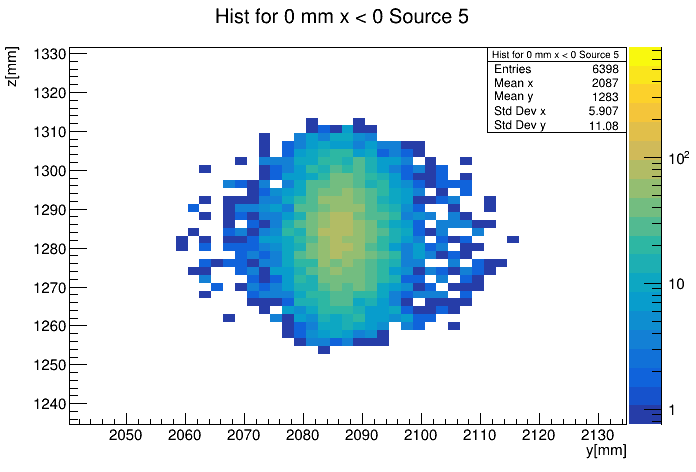 Hist for 0 mm x < 0 Source 5
z[mm]
Hist for 0 mm x < 0 Source 5
Entries 6398
Mean x 2087
Mean y 1283
Std Dev x 5.907
Std Dev y 11.08
1330
1320
1310
1300
1290
1280
1270
1260
1250
1240
10²
10
1
2050 2060 2070 2080 2090 2100 2110 2120 2130
y[mm]